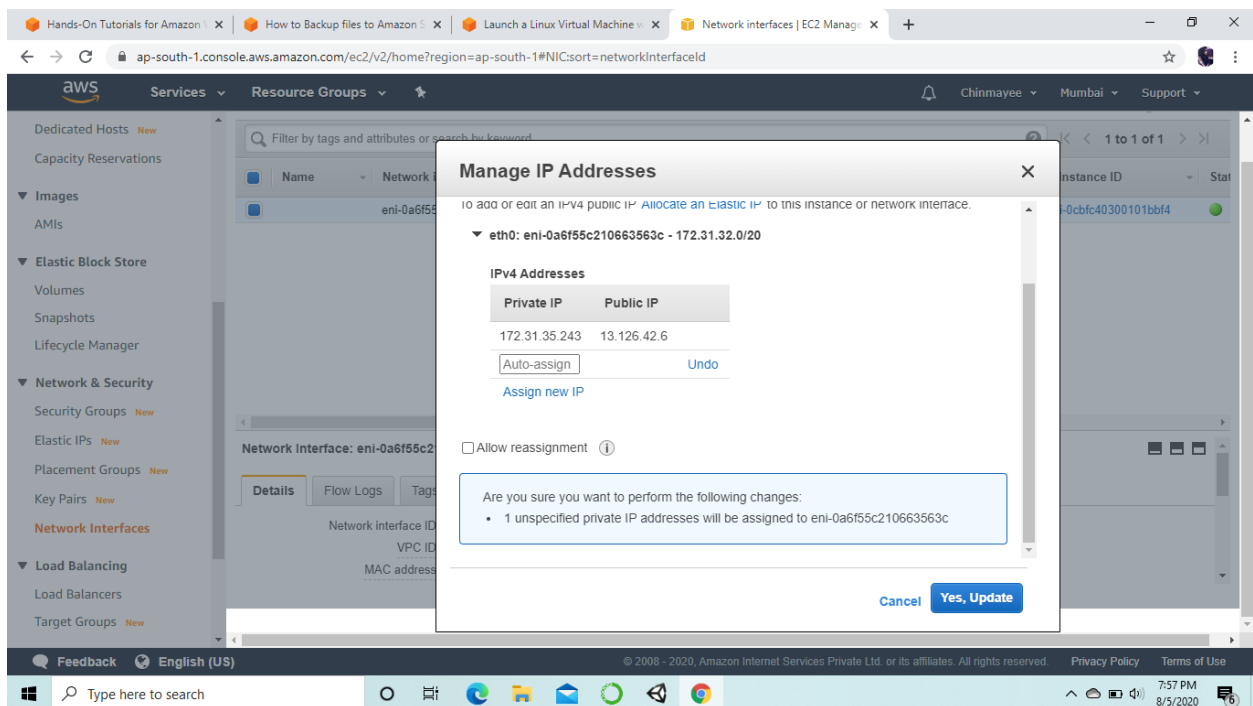 Hands-On Tutorials for Amazon
How to Backup files to Amazon S
Launch a Linux Virtual Machine w
Network interfaces | EC2 Manage
ap-south-1.console.aws.amazon.com/ec2/v2/home?region=ap-south-1#NIC:sort=networkInterfaceId
aws
Services
Resource Groups
Chinmayee
Mumbai
Support
Dedicated Hosts New
Capacity Reservations
Images
AMIs
Elastic Block Store
Volumes
Snapshots
Lifecycle Manager
Network & Security
Security Groups New
Elastic IPs New
Placement Groups New
Key Pairs New
Network Interfaces
Load Balancing
Load Balancers
Target Groups New
Filter by tags and attributes or search by keyword
1 to 1 of 1
Name
Network i
Instance ID
Stat
eni-0a6f55
i-0cbfc40300101bbf4
Manage IP Addresses
To add or edit an IPv4 public IP Allocate an Elastic IP to this instance or network interface.
eth0: eni-0a6f55c210663563c - 172.31.32.0/20
IPv4 Addresses
Private IP Public IP
172.31.35.243 13.126.42.6
Auto-assign Undo
Assign new IP
Allow reassignment
Are you sure you want to perform the following changes:
1 unspecified private IP addresses will be assigned to eni-0a6f55c210663563c
Cancel
Yes, Update
Network Interface: eni-0a6f55c2
Details
Flow Logs
Tags
Network interface ID
VPC ID
MAC address
Feedback
English (US)
© 2008 - 2020, Amazon Internet Services Private Ltd. or its affiliates. All rights reserved.
Privacy Policy
Terms of Use
Type here to search
7:57 PM
8/5/2020
6